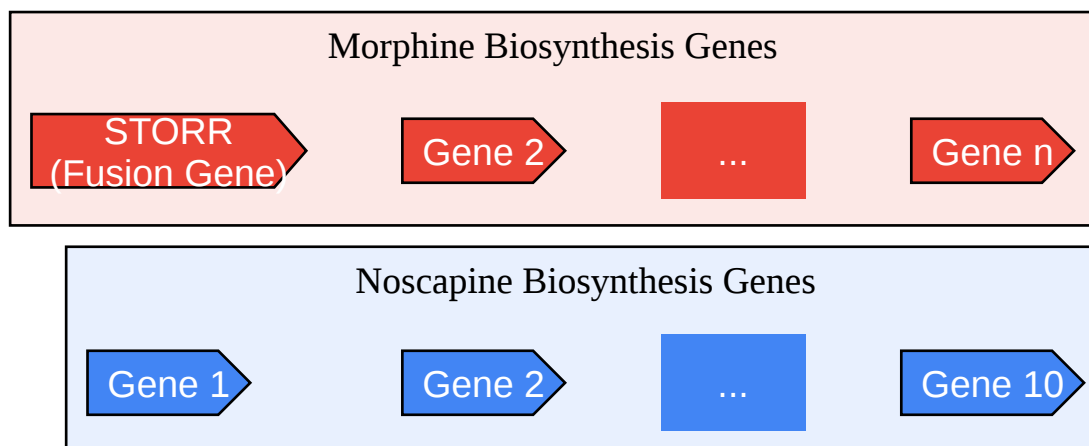 Morphine Biosynthesis Genes
STORR
(Fusion Gene)
Gene 2
...
Gene n
Noscapine Biosynthesis Genes
Gene 1
Gene 2
...
Gene 10